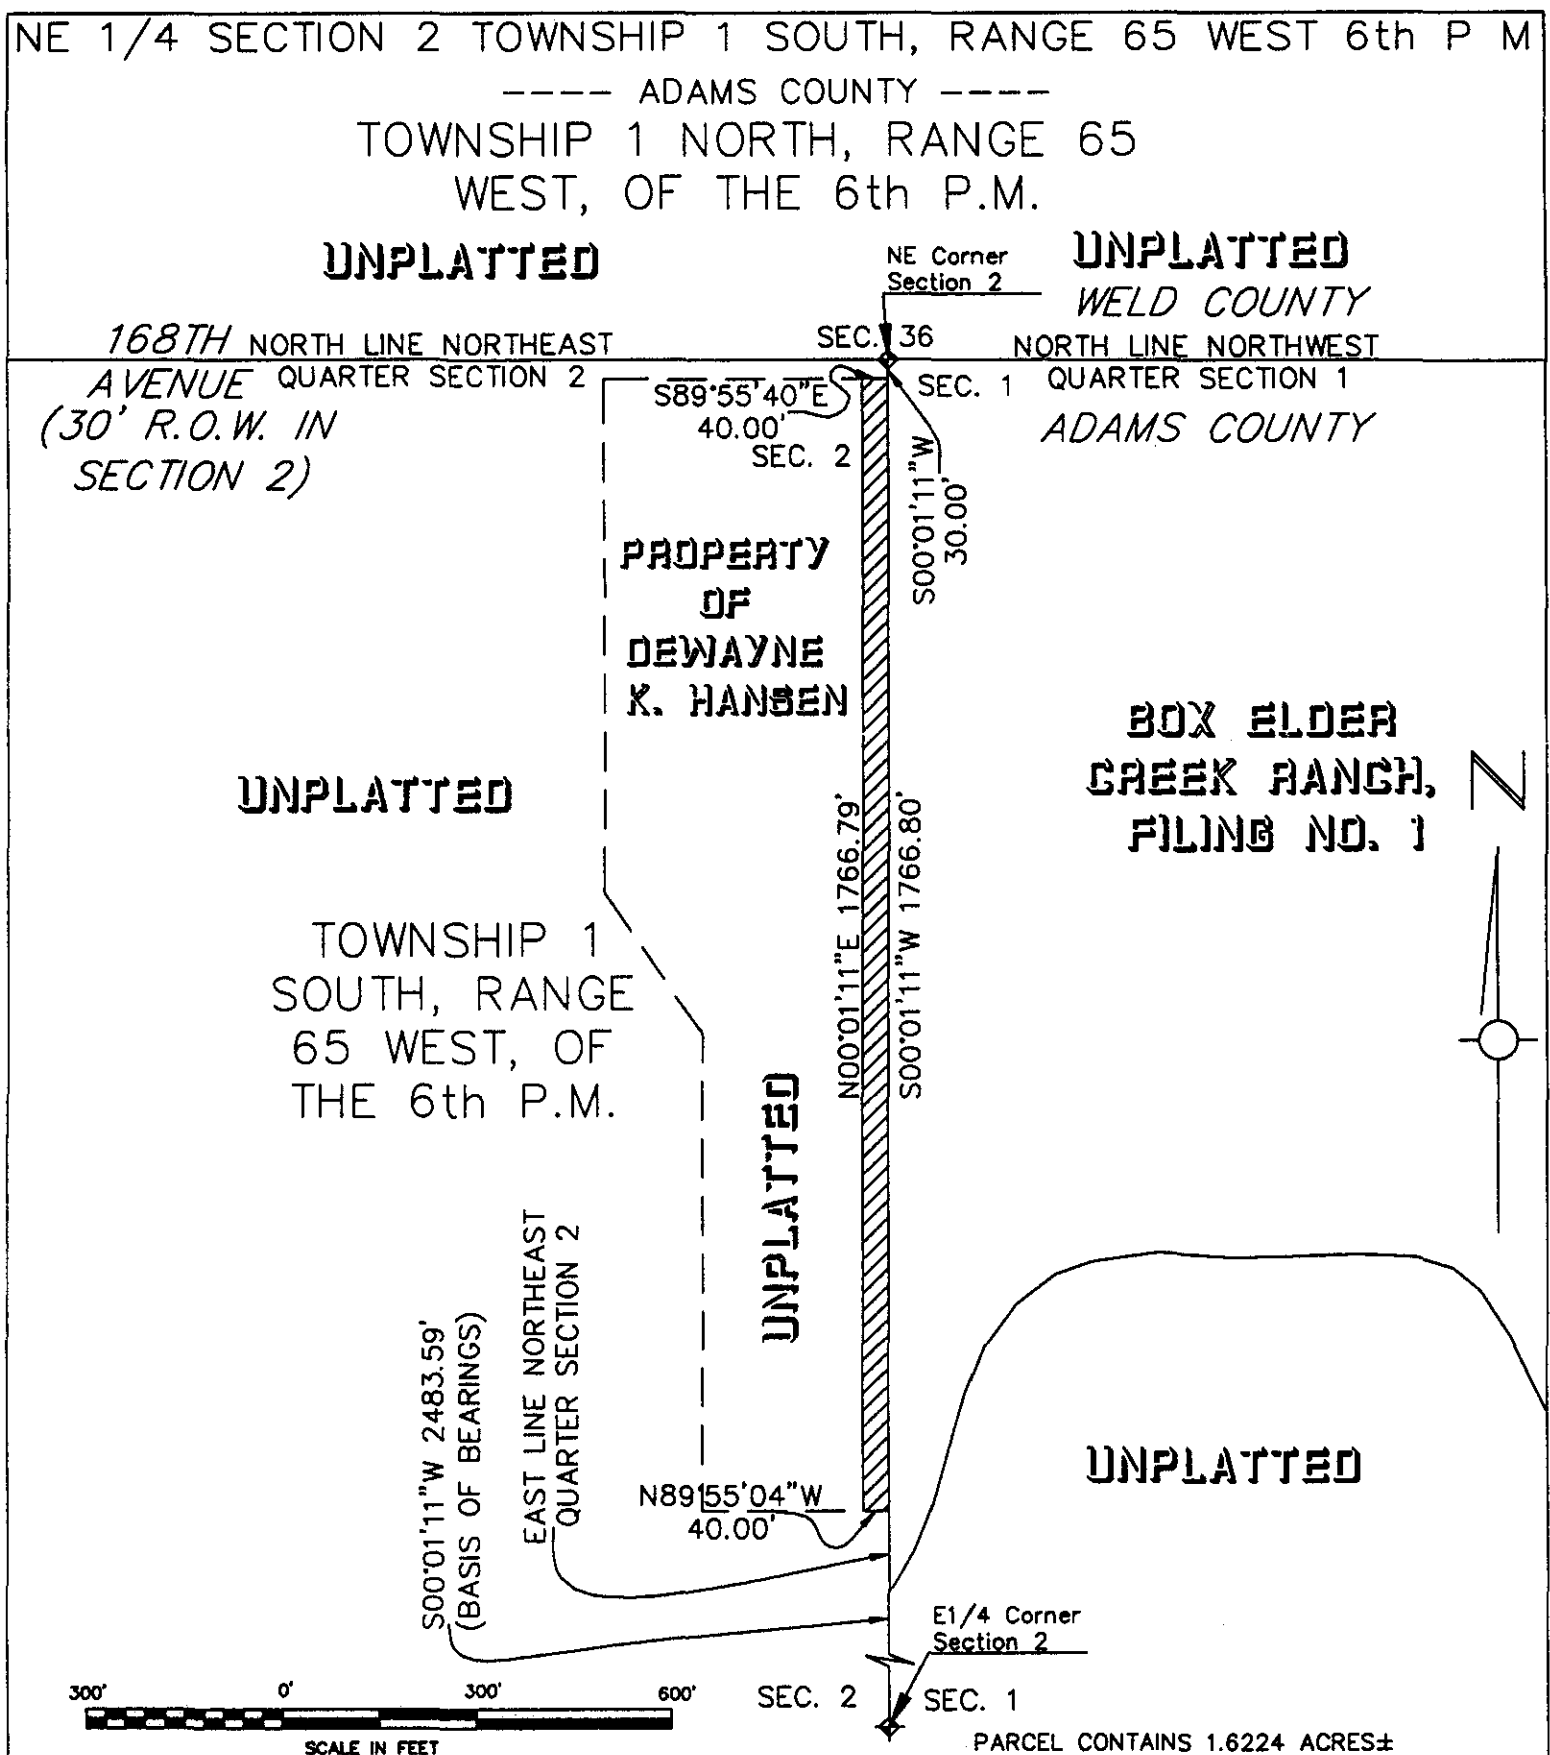 NE 1/4 SECTION 2 TOWNSHIP 1 SOUTH, RANGE 65 WEST 6th P M
---- ADAMS COUNTY ----
TOWNSHIP 1 NORTH, RANGE 65
WEST, OF THE 6th P.M.
UNPLATTED
NE Corner
Section 2
UNPLATTED
WELD COUNTY
168TH
AVENUE
(30' R.O.W. IN
SECTION 2)
NORTH LINE NORTHEAST
QUARTER SECTION 2
SEC. 36
NORTH LINE NORTHWEST
QUARTER SECTION 1
SEC. 1
ADAMS COUNTY
S89°55'40"E
40.00'
SEC. 2
S00°01'11"W
30.00'
PROPERTY
OF
DEWAYNE
K. HANSEN
UNPLATTED
BOX ELDER
CREEK RANCH,
FILING NO. 1
N
N00°01'11"E 1766.79'
S00°01'11"W 1766.80'
TOWNSHIP 1
SOUTH, RANGE
65 WEST, OF
THE 6th P.M.
UNPLATTED
S00°01'11"W 2483.59'
(BASIS OF BEARINGS)
EAST LINE NORTHEAST
QUARTER SECTION 2
N89°55'04"W
40.00'
UNPLATTED
E1/4 Corner
Section 2
SEC. 2
SEC. 1
300' 0' 300' 600'
SCALE IN FEET
PARCEL CONTAINS 1.6224 ACRES±